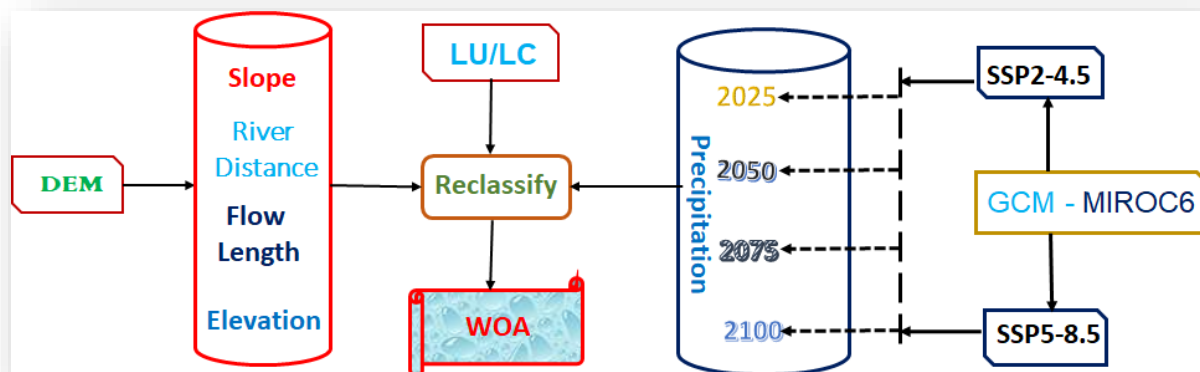 DEM
Slope
River
Distance
Flow
Length
Elevation
LU/LC
Reclassify
WOA
Precipitation
2025
2050
2075
2100
SSP2-4.5
GCM - MIROC6
SSP5-8.5